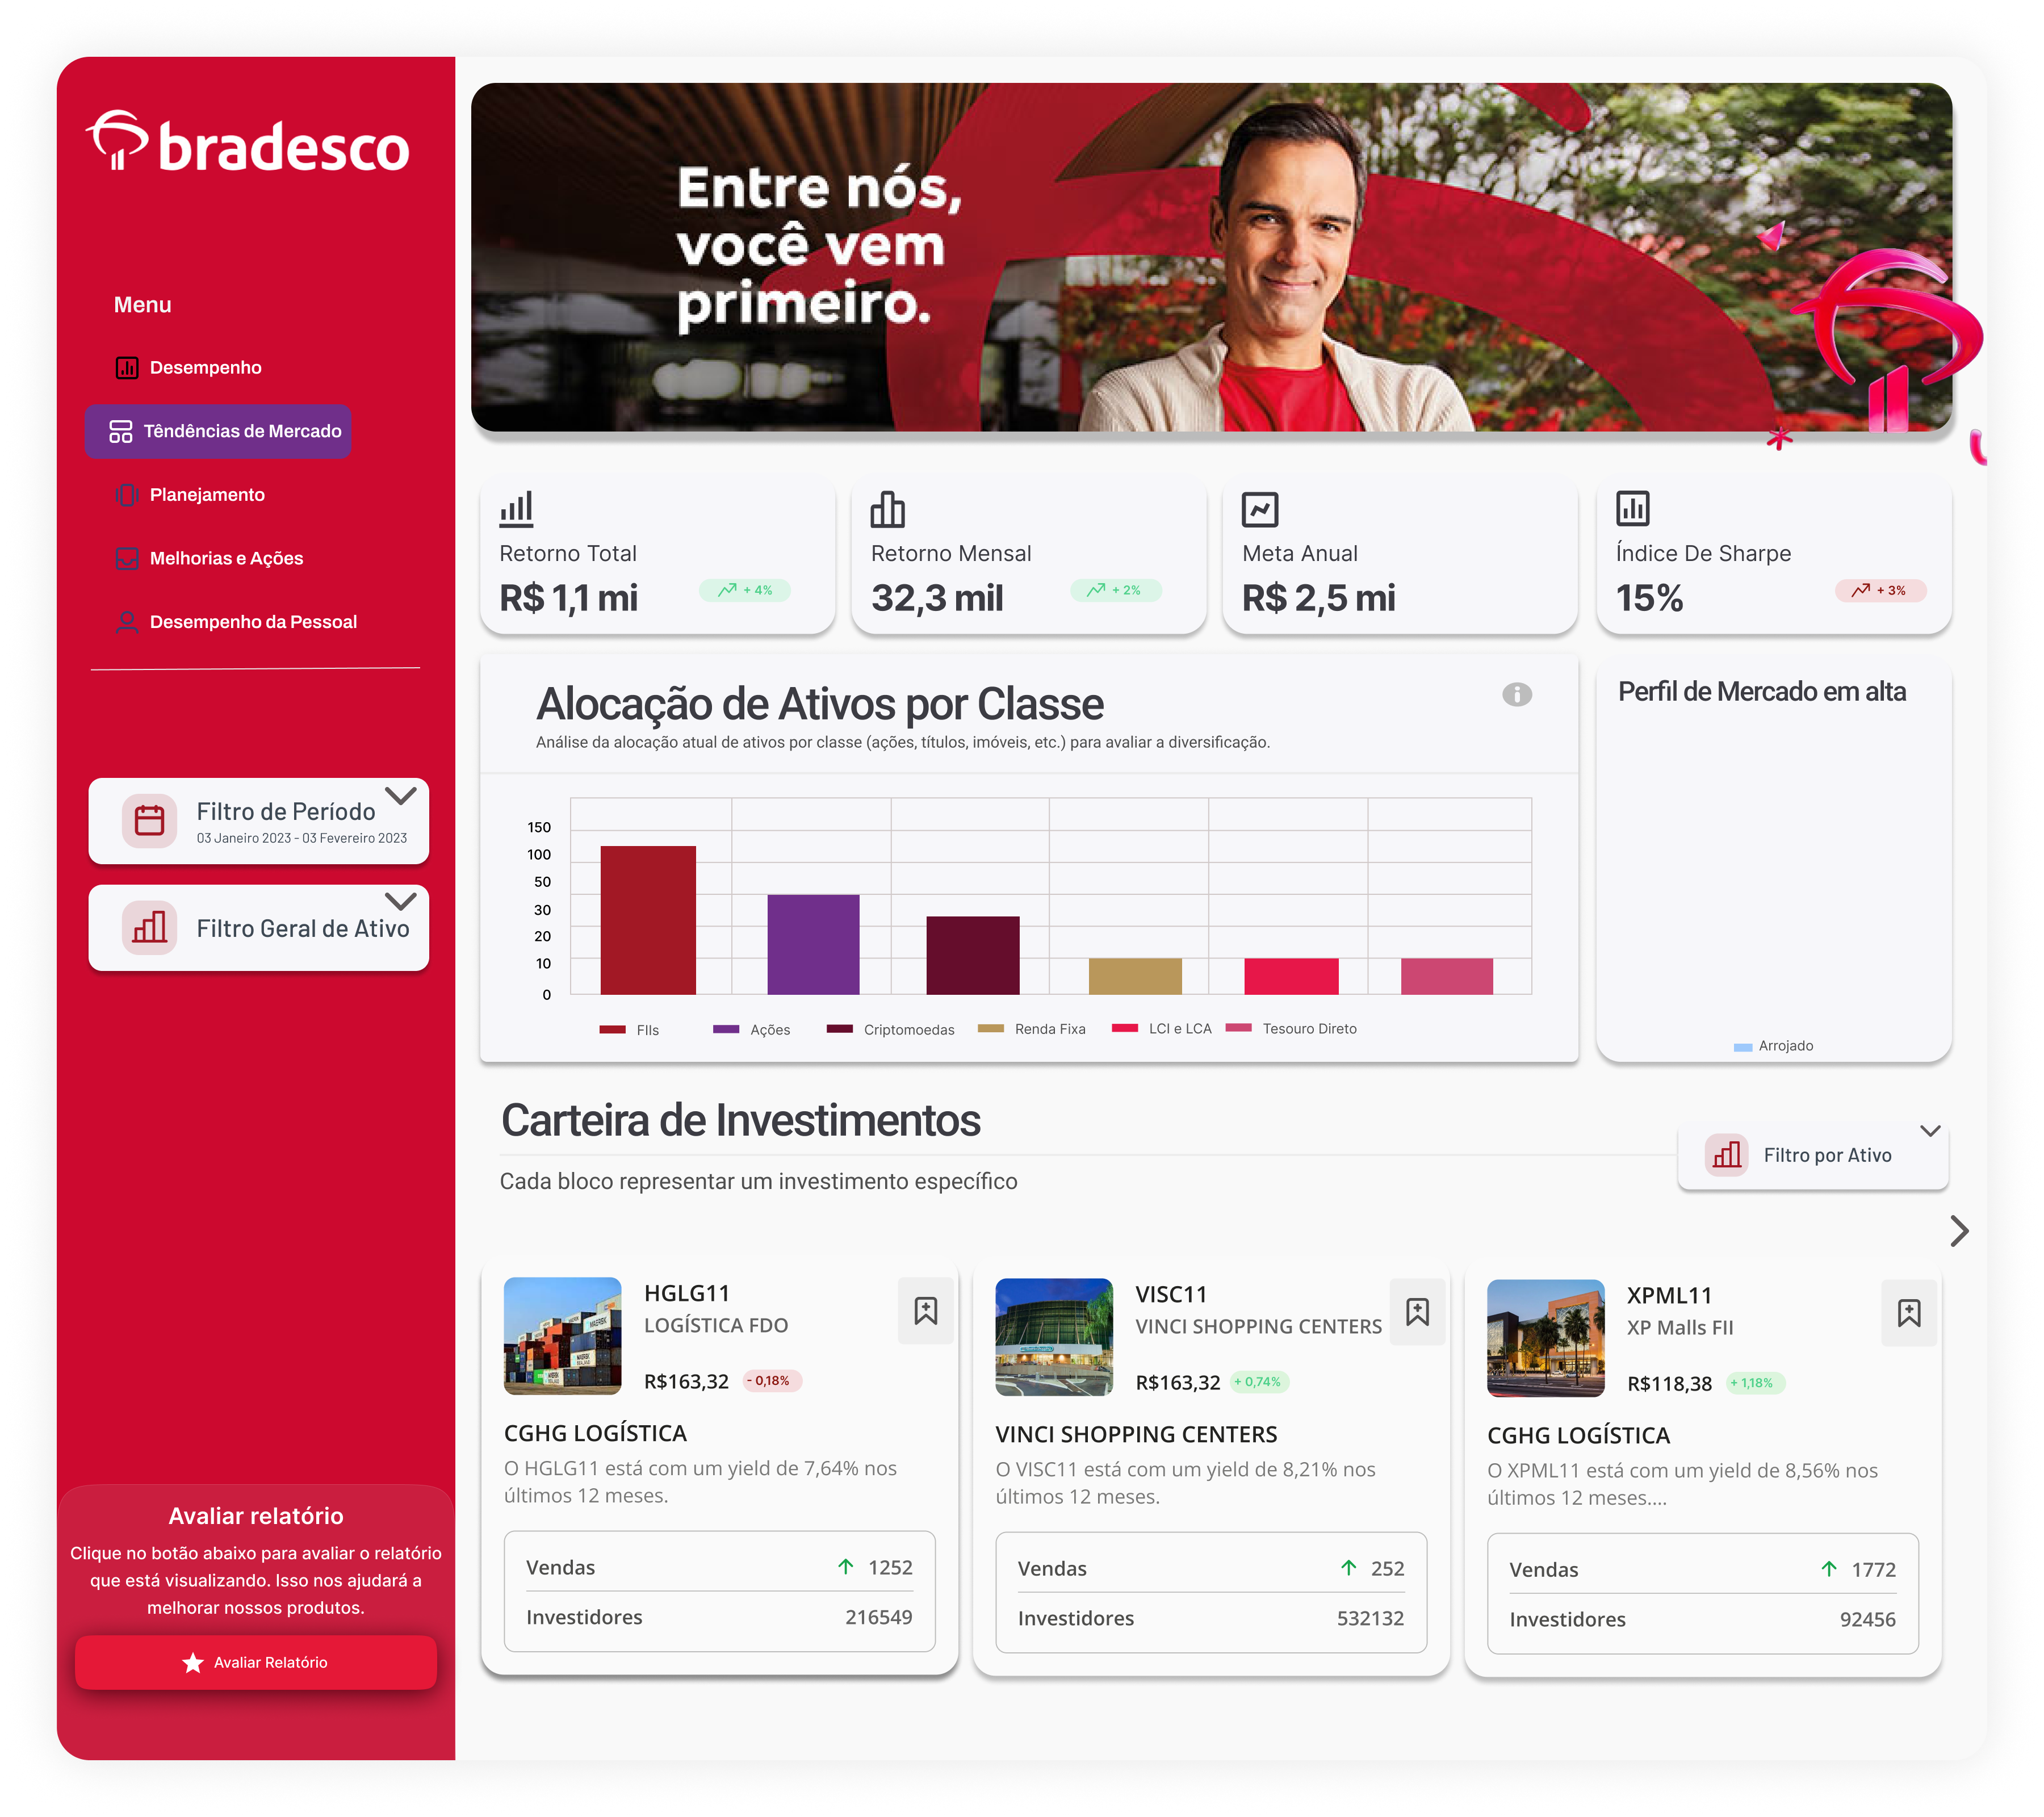 bradesco
Menu
Desempenho
Têndências de Mercado
Planejamento
Melhorias e Ações
Desempenho da Pessoal
Filtro de Período
03 Janeiro 2023 - 03 Fevereiro 2023
Filtro Geral de Ativo
Avaliar relatório
Clique no botão abaixo para avaliar o relatório
que está visualizando. Isso nos ajudará a
melhorar nossos produtos.
Avaliar Relatório
Entre nós,
você vem
primeiro.
Retorno Total
R$ 1,1 mi
+ 4%
Retorno Mensal
32,3 mil
+ 2%
Meta Anual
R$ 2,5 mi
Índice De Sharpe
15%
+ 3%
Alocação de Ativos por Classe
Análise da alocação atual de ativos por classe (ações, títulos, imóveis, etc.) para avaliar a diversificação.
150
100
50
30
20
10
0
FIIs
Ações
Criptomoedas
Renda Fixa
LCI e LCA
Tesouro Direto
Perfil de Mercado em alta
Arrojado
Carteira de Investimentos
Cada bloco representar um investimento específico
Filtro por Ativo
HGLG11
LOGÍSTICA FDO
R$163,32
- 0,18%
CGHG LOGÍSTICA
O HGLG11 está com um yield de 7,64% nos
últimos 12 meses.
Vendas
1252
Investidores
216549
VISC11
VINCI SHOPPING CENTERS
R$163,32
+ 0,74%
VINCI SHOPPING CENTERS
O VISC11 está com um yield de 8,21% nos
últimos 12 meses.
Vendas
252
Investidores
532132
XPML11
XP Malls FII
R$118,38
+ 1,18%
CGHG LOGÍSTICA
O XPML11 está com um yield de 8,56% nos
últimos 12 meses....
Vendas
1772
Investidores
92456